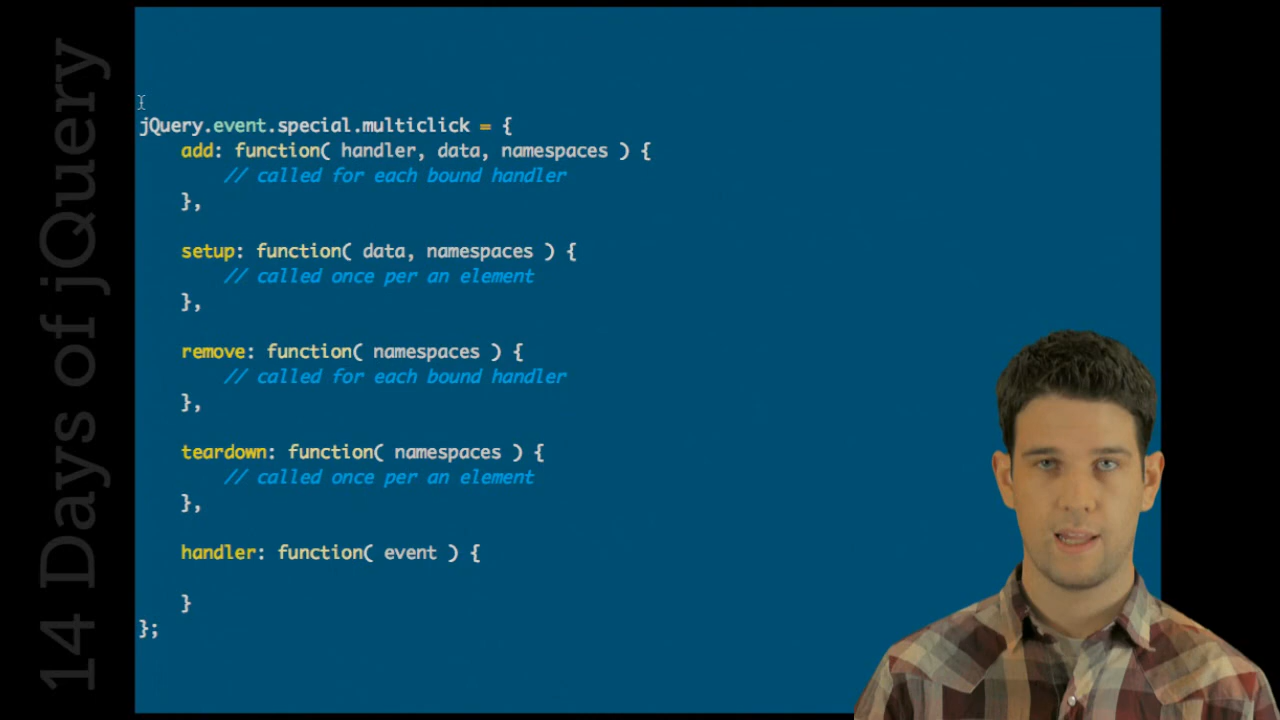 14 Days of jQuery
jQuery.event.special.multiclick = {
    add: function( handler, data, namespaces ) {
        // called for each bound handler
    },

    setup: function( data, namespaces ) {
        // called once per an element
    },

    remove: function( namespaces ) {
        // called for each bound handler
    },

    teardown: function( namespaces ) {
        // called once per an element
    },

    handler: function( event ) {

    }
};